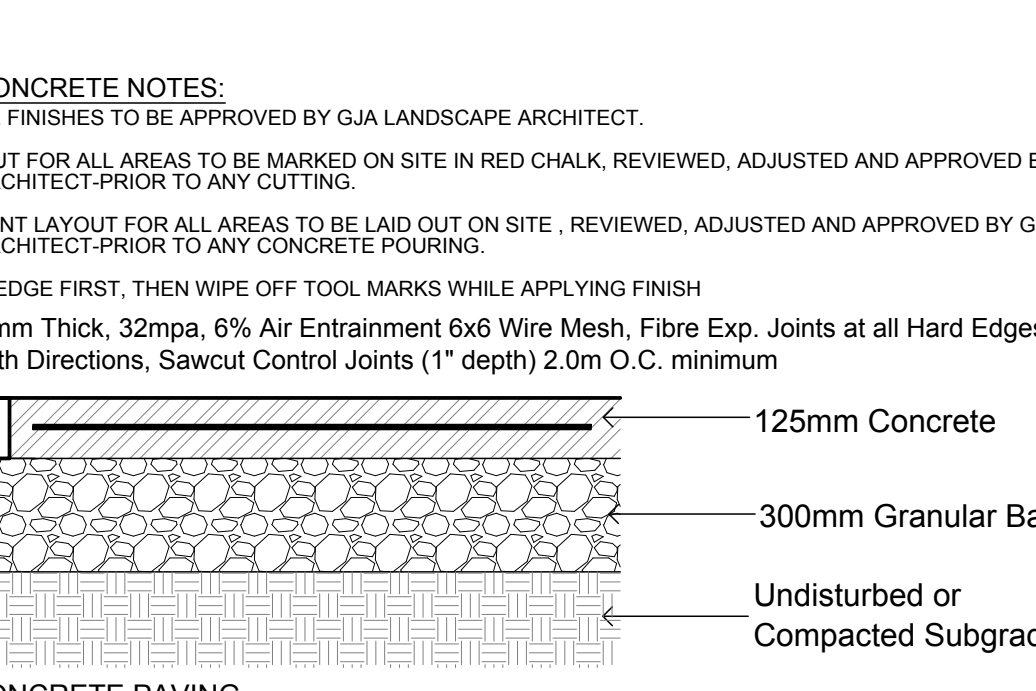 ONCRETE NOTES:
FINISHES TO BE APPROVED BY GJA LANDSCAPE ARCHITECT.
UT FOR ALL AREAS TO BE MARKED ON SITE IN RED CHALK, REVIEWED, ADJUSTED AND APPROVED
CHITECT-PRIOR TO ANY CUTTING.
NT LAYOUT FOR ALL AREAS TO BE LAID OUT ON SITE , REVIEWED, ADJUSTED AND APPROVED BY G
CHITECT-PRIOR TO ANY CONCRETE POURING.
EDGE FIRST, THEN WIPE OFF TOOL MARKS WHILE APPLYING FINISH
mm Thick, 32mpa, 6% Air Entrainment 6x6 Wire Mesh, Fibre Exp. Joints at all Hard Edges
th Directions, Sawcut Control Joints (1" depth) 2.0m O.C. minimum
125mm Concrete
300mm Granular Ba
Undisturbed or
Compacted Subgrad
ONCRETE PAVING